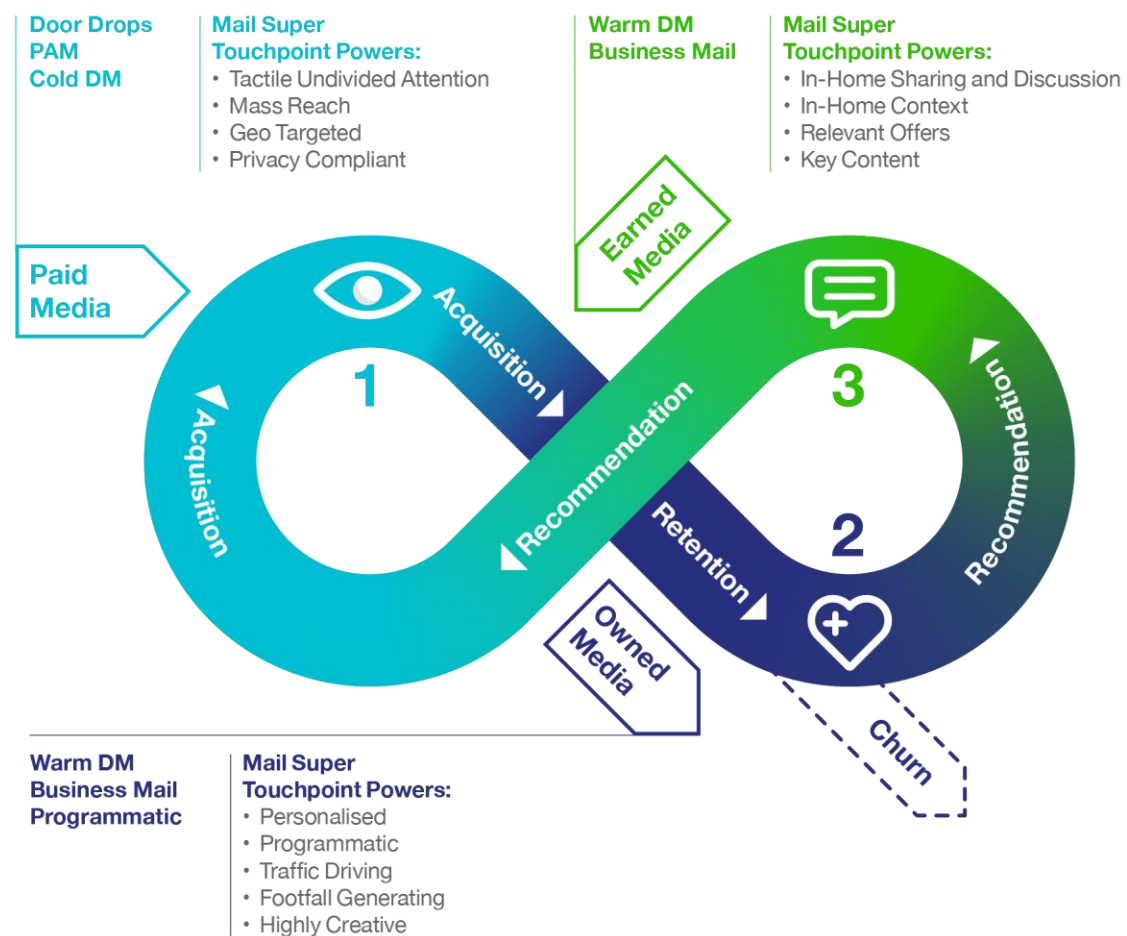 Door Drops
PAM
Cold DM
Mail Super
Touchpoint Powers:
• Tactile Undivided Attention
• Mass Reach
• Geo Targeted
• Privacy Compliant
Warm DM
Business Mail
Mail Super
Touchpoint Powers:
• In-Home Sharing and Discussion
• In-Home Context
• Relevant Offers
• Key Content
Paid
Media
Earned
Media
Acquisition
1
Acquisition
3
Recommendation
Recommendation
Retention
2
Owned
Media
Churn
Warm DM
Business Mail
Programmatic
Mail Super
Touchpoint Powers:
• Personalised
• Programmatic
• Traffic Driving
• Footfall Generating
• Highly Creative